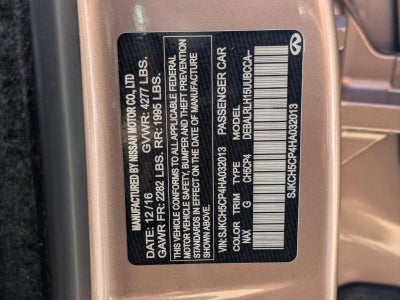 MANUFACTURED BY NISSAN MOTOR CO., LTD
DATE: 12/16 GVWR: 4277 LBS.
GAWR FR: 2282 LBS. RR: 1995 LBS.
THIS VEHICLE CONFORMS TO ALL APPLICABLE FEDERAL
MOTOR VEHICLE SAFETY, BUMPER AND THEFT PREVENTION
STANDARDS IN EFFECT ON THE DATE OF MANUFACTURE
SHOWN ABOVE.
VIN: SJKCH5CP4HA032013 PASSENGER CAR
COLOR TRIM TYPE MODEL
NAX G CH5CP4 DEBALRLH15UUBCCA--
SJKCH5CP4HA032013